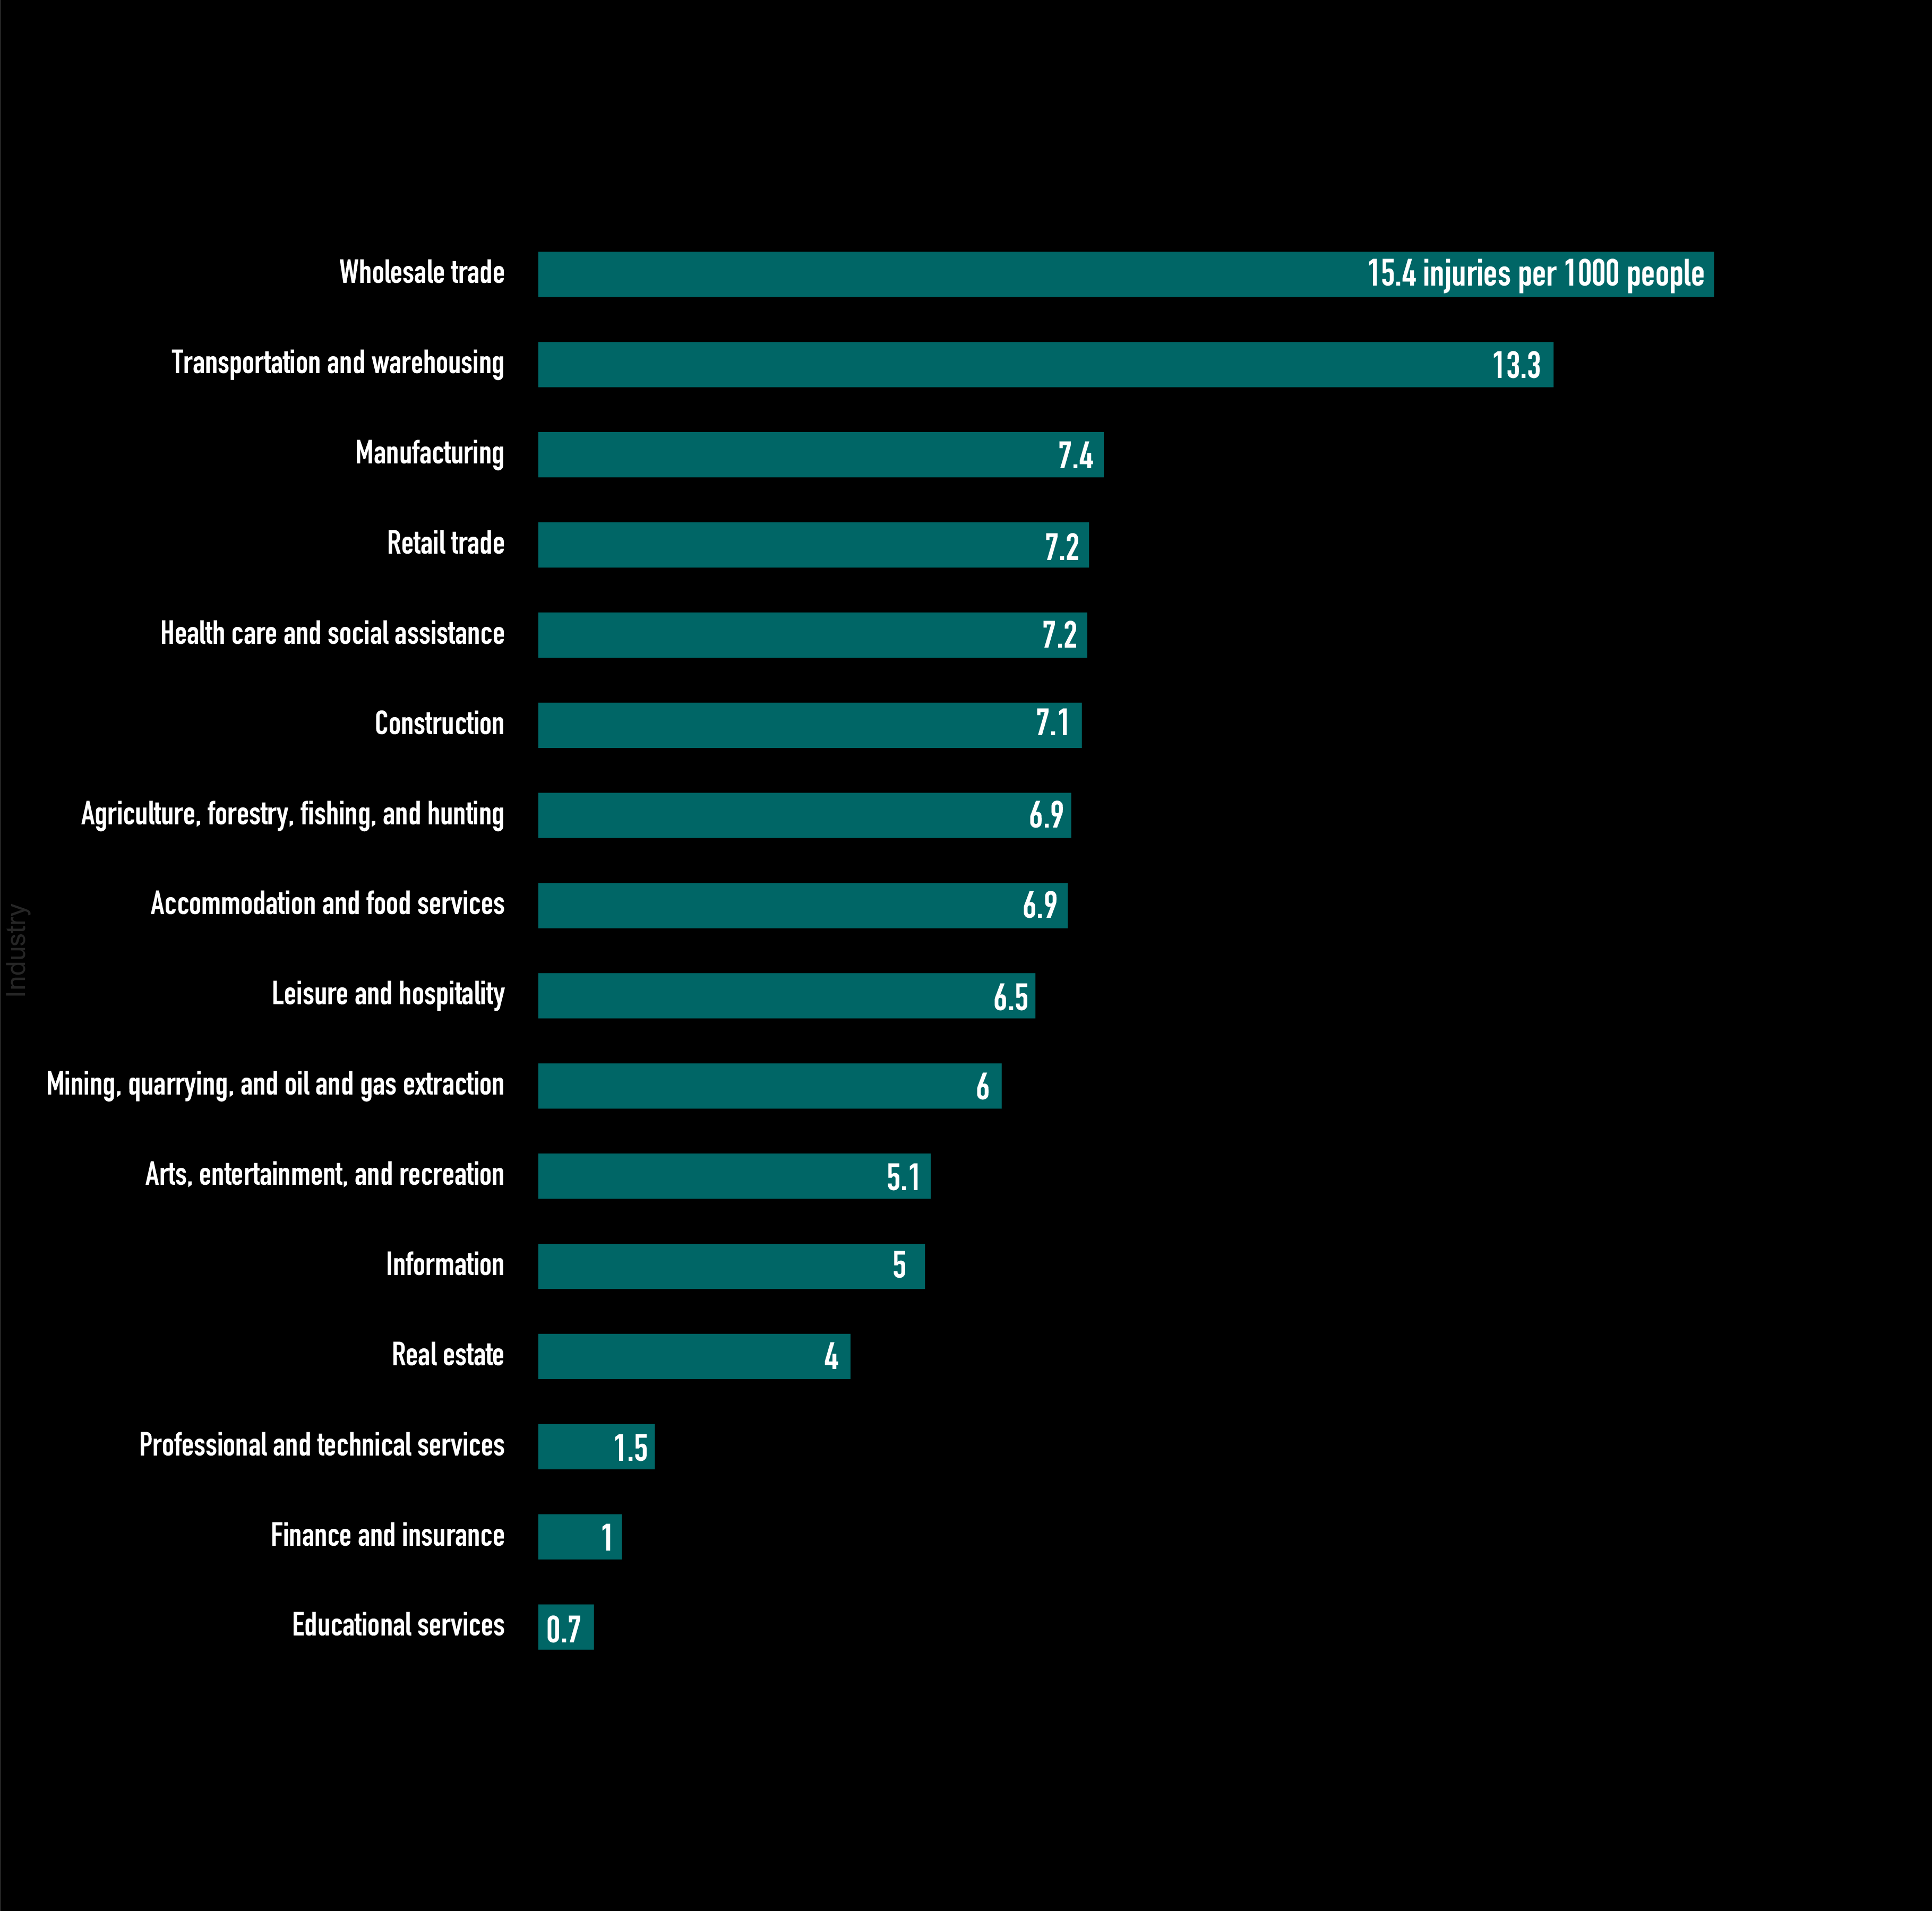 Wholesale trade 15.4 injuries per 1000 people
Transportation and warehousing 13.3
Manufacturing 7.4
Retail trade 7.2
Health care and social assistance 7.2
Construction 7.1
Agriculture, forestry, fishing, and hunting 6.9
Accommodation and food services 6.9
Leisure and hospitality 6.5
Mining, quarrying, and oil and gas extraction 6
Arts, entertainment, and recreation 5.1
Information 5
Real estate 4
Professional and technical services 1.5
Finance and insurance 1
Educational services 0.7
Industry